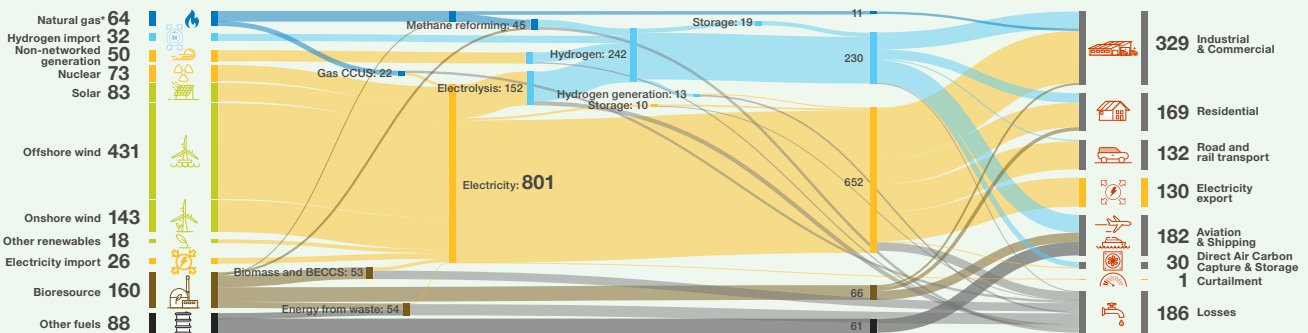 Natural gas* 64
Hydrogen import 32
Non-networked
generation 50
Nuclear 73
Solar 83
Offshore wind 431
Onshore wind 143
Other renewables 18
Electricity import 26
Bioresource 160
Other fuels 88
H
Methane reforming: 45
Gas CCUS: 22
Hydrogen: 242
Electrolysis: 152
Storage: 19
Hydrogen generation: 13
Storage: 10
Electricity: 801
Biomass and BECCS: 53
Energy from waste: 54
11
230
652
66
61
329 Industrial
& Commercial
169 Residential
132 Road and
rail transport
130 Electricity
export
182 Aviation
& Shipping
30 Direct Air Carbon
Capture & Storage
1 Curtailment
186 Losses